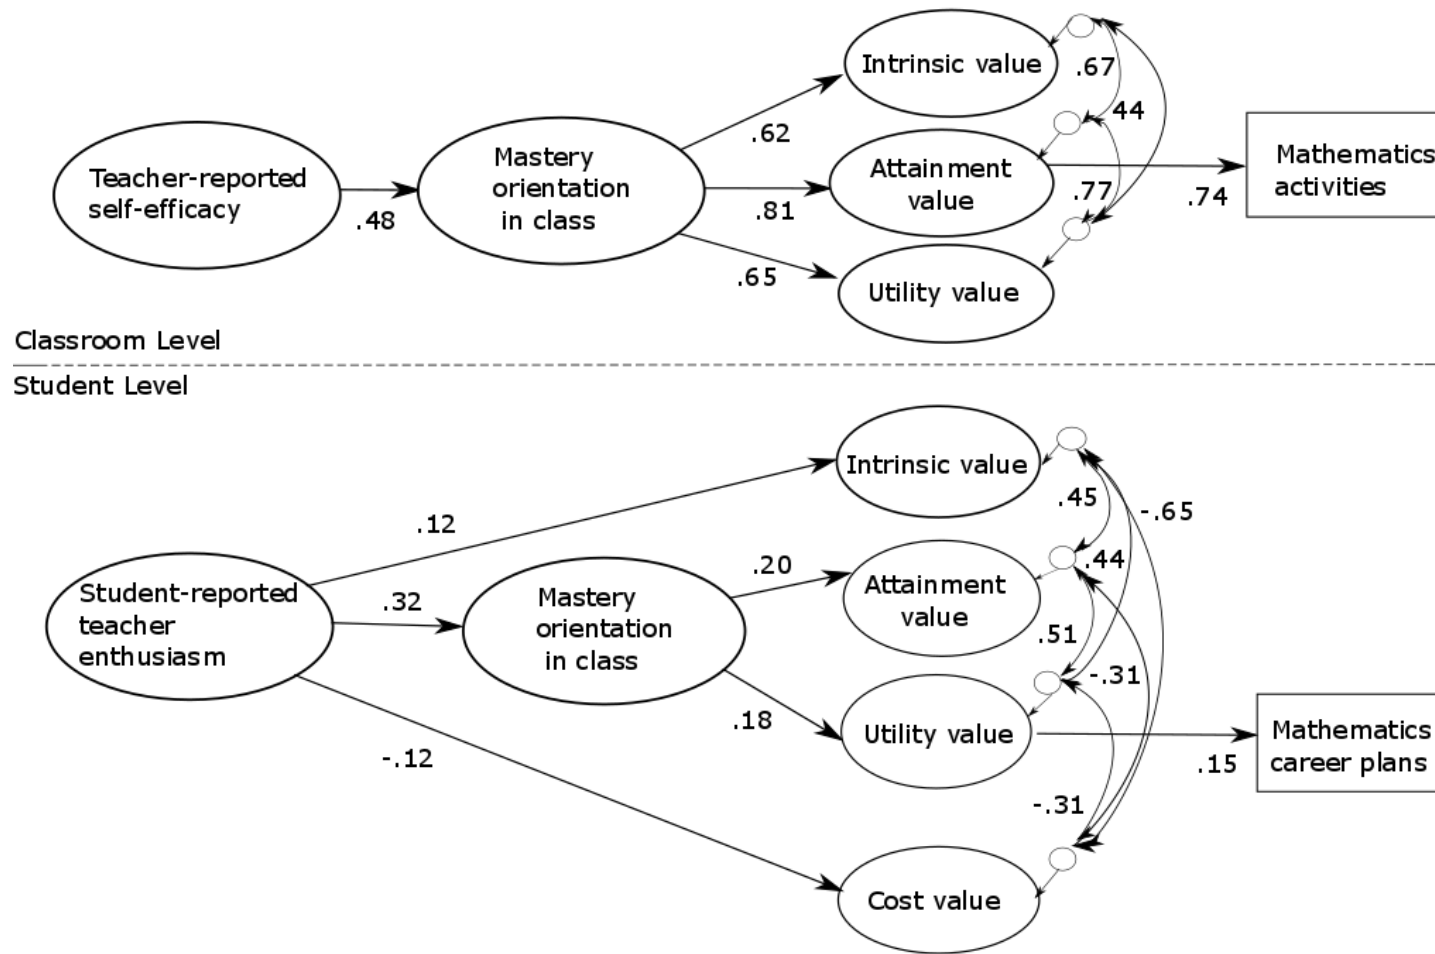 Intrinsic value
.67
.62
44
Teacher-reported
self-efficacy
.48
Mastery
orientation
in class
.81
Attainment
value
.77
.74
Mathematics
activities
.65
Utility value
Classroom Level
Student Level
Intrinsic value
.12
.45
-.65
Student-reported
teacher
enthusiasm
.32
Mastery
orientation
in class
.20
Attainment
value
.44
.51
-.31
.18
Utility value
.15
Mathematics
career plans
-.12
-.31
Cost value